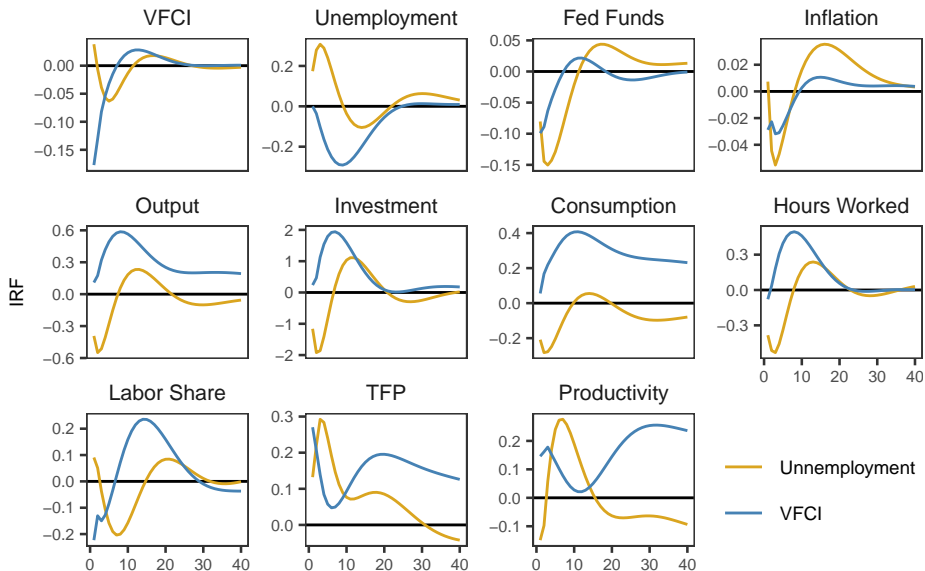 VFCI Unemployment Fed Funds Inflation
0.00 −0.05 −0.10 −0.15
0.2 0.0 −0.2
0.05 0.00 −0.05 −0.10 −0.15
0.02 0.00 −0.02 −0.04
IRF
Output Investment Consumption Hours Worked
0.6 0.3 0.0 −0.3 −0.6
2 1 0 −1 −2
0.4 0.2 0.0 −0.2
0.3 0.0 −0.3
0 10 20 30 40
Labor Share TFP Productivity
0.2 0.1 0.0 −0.1 −0.2
0.3 0.2 0.1 0.0
0.2 0.1 0.0 −0.1
0 10 20 30 40
0 10 20 30 40
0 10 20 30 40
Unnemployment
VFCI